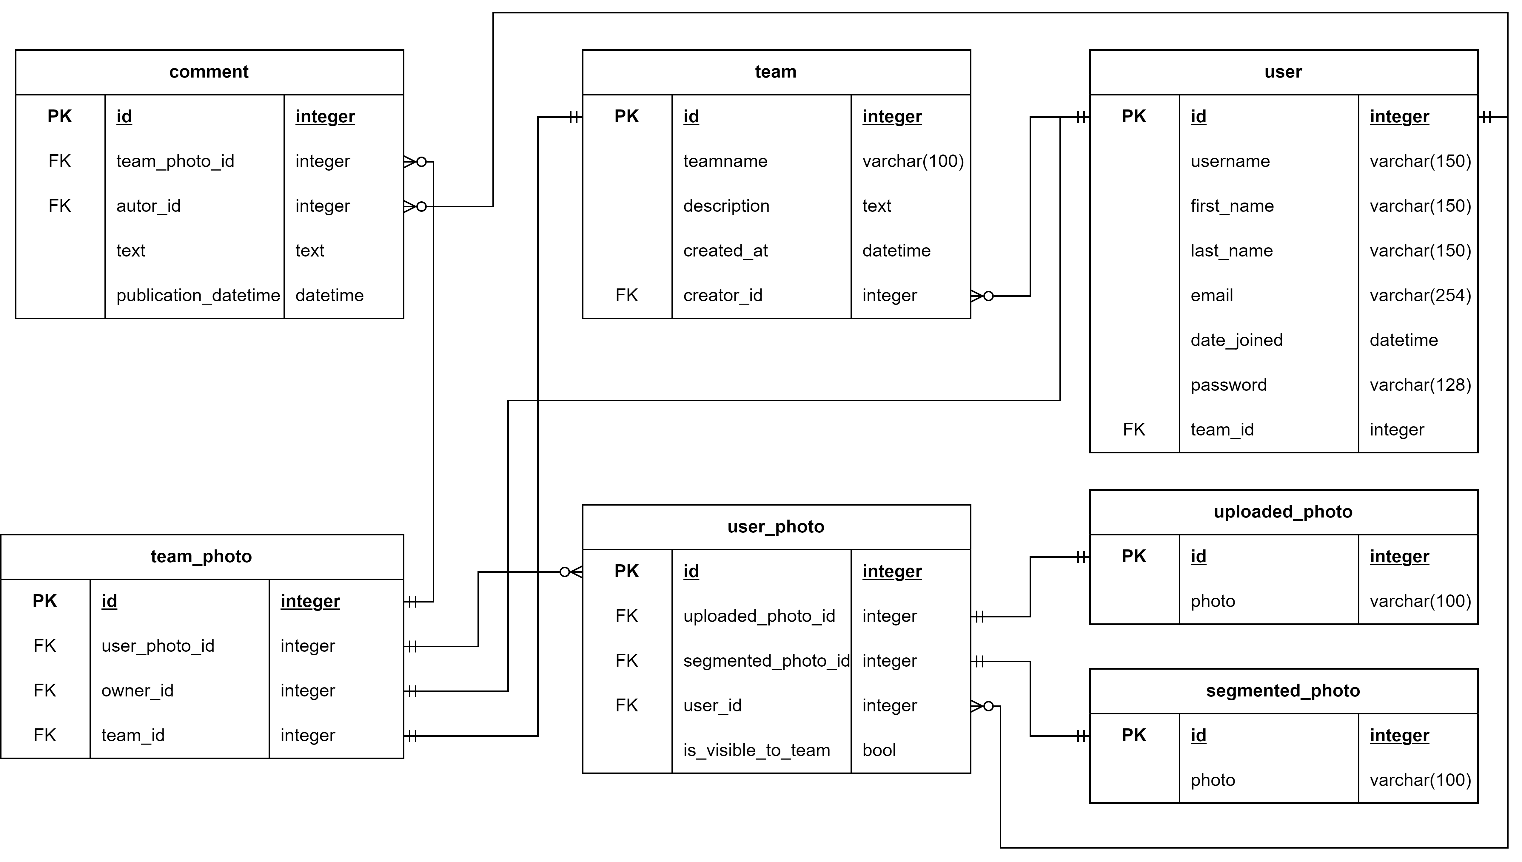 comment
PK id integer
FK team_photo_id integer
FK autor_id integer
text text
publication_datetime datetime
team
PK id integer
teamname varchar(100)
description text
created_at datetime
FK creator_id integer
user
PK id integer
username varchar(150)
first_name varchar(150)
last_name varchar(150)
email varchar(254)
date_joined datetime
password varchar(128)
FK team_id integer
team_photo
PK id integer
FK user_photo_id integer
FK owner_id integer
FK team_id integer
user_photo
PK id integer
FK uploaded_photo_id integer
FK segmented_photo_id integer
FK user_id integer
is_visible_to_team bool
uploaded_photo
PK id integer
photo varchar(100)
segmented_photo
PK id integer
photo varchar(100)